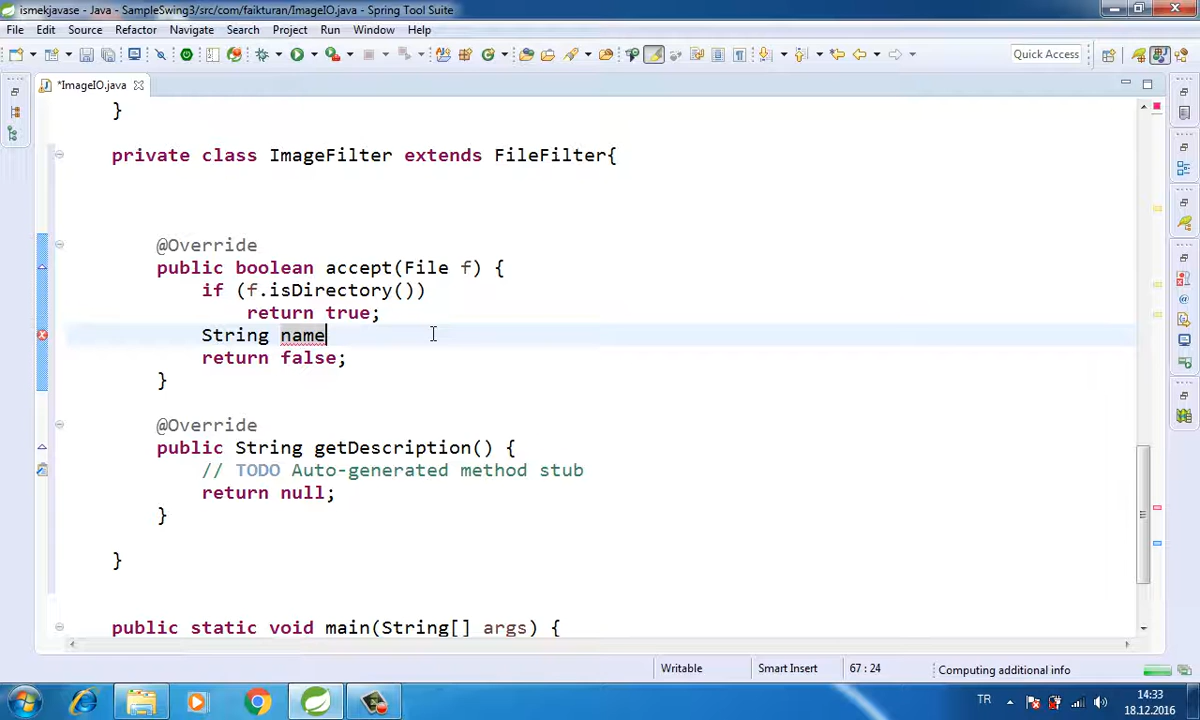 ismekjavase - Java - SampleSwing3/src/com/faikturan/ImageIO.java - Spring Tool Suite
File Edit Source Refactor Navigate Search Project Run Window Help
Quick Access
*ImageIO.java
}
private class ImageFilter extends FileFilter{
@Override
public boolean accept(File f) {
if (f.isDirectory())
return true;
String name
return false;
}
@Override
public String getDescription() {
// TODO Auto-generated method stub
return null;
}
}
public static void main(String[] args) {
Writable Smart Insert 67 : 24 Computing additional info
TR 14:33
18.12.2016